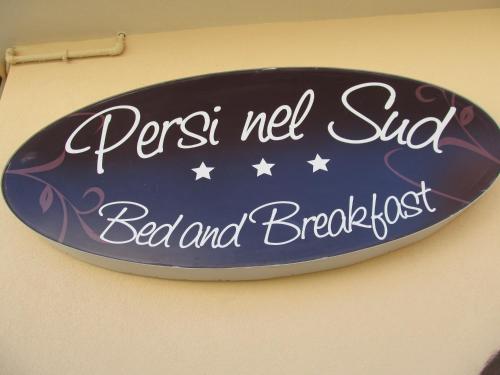 Persi nel Sud
Bed and Breakfast